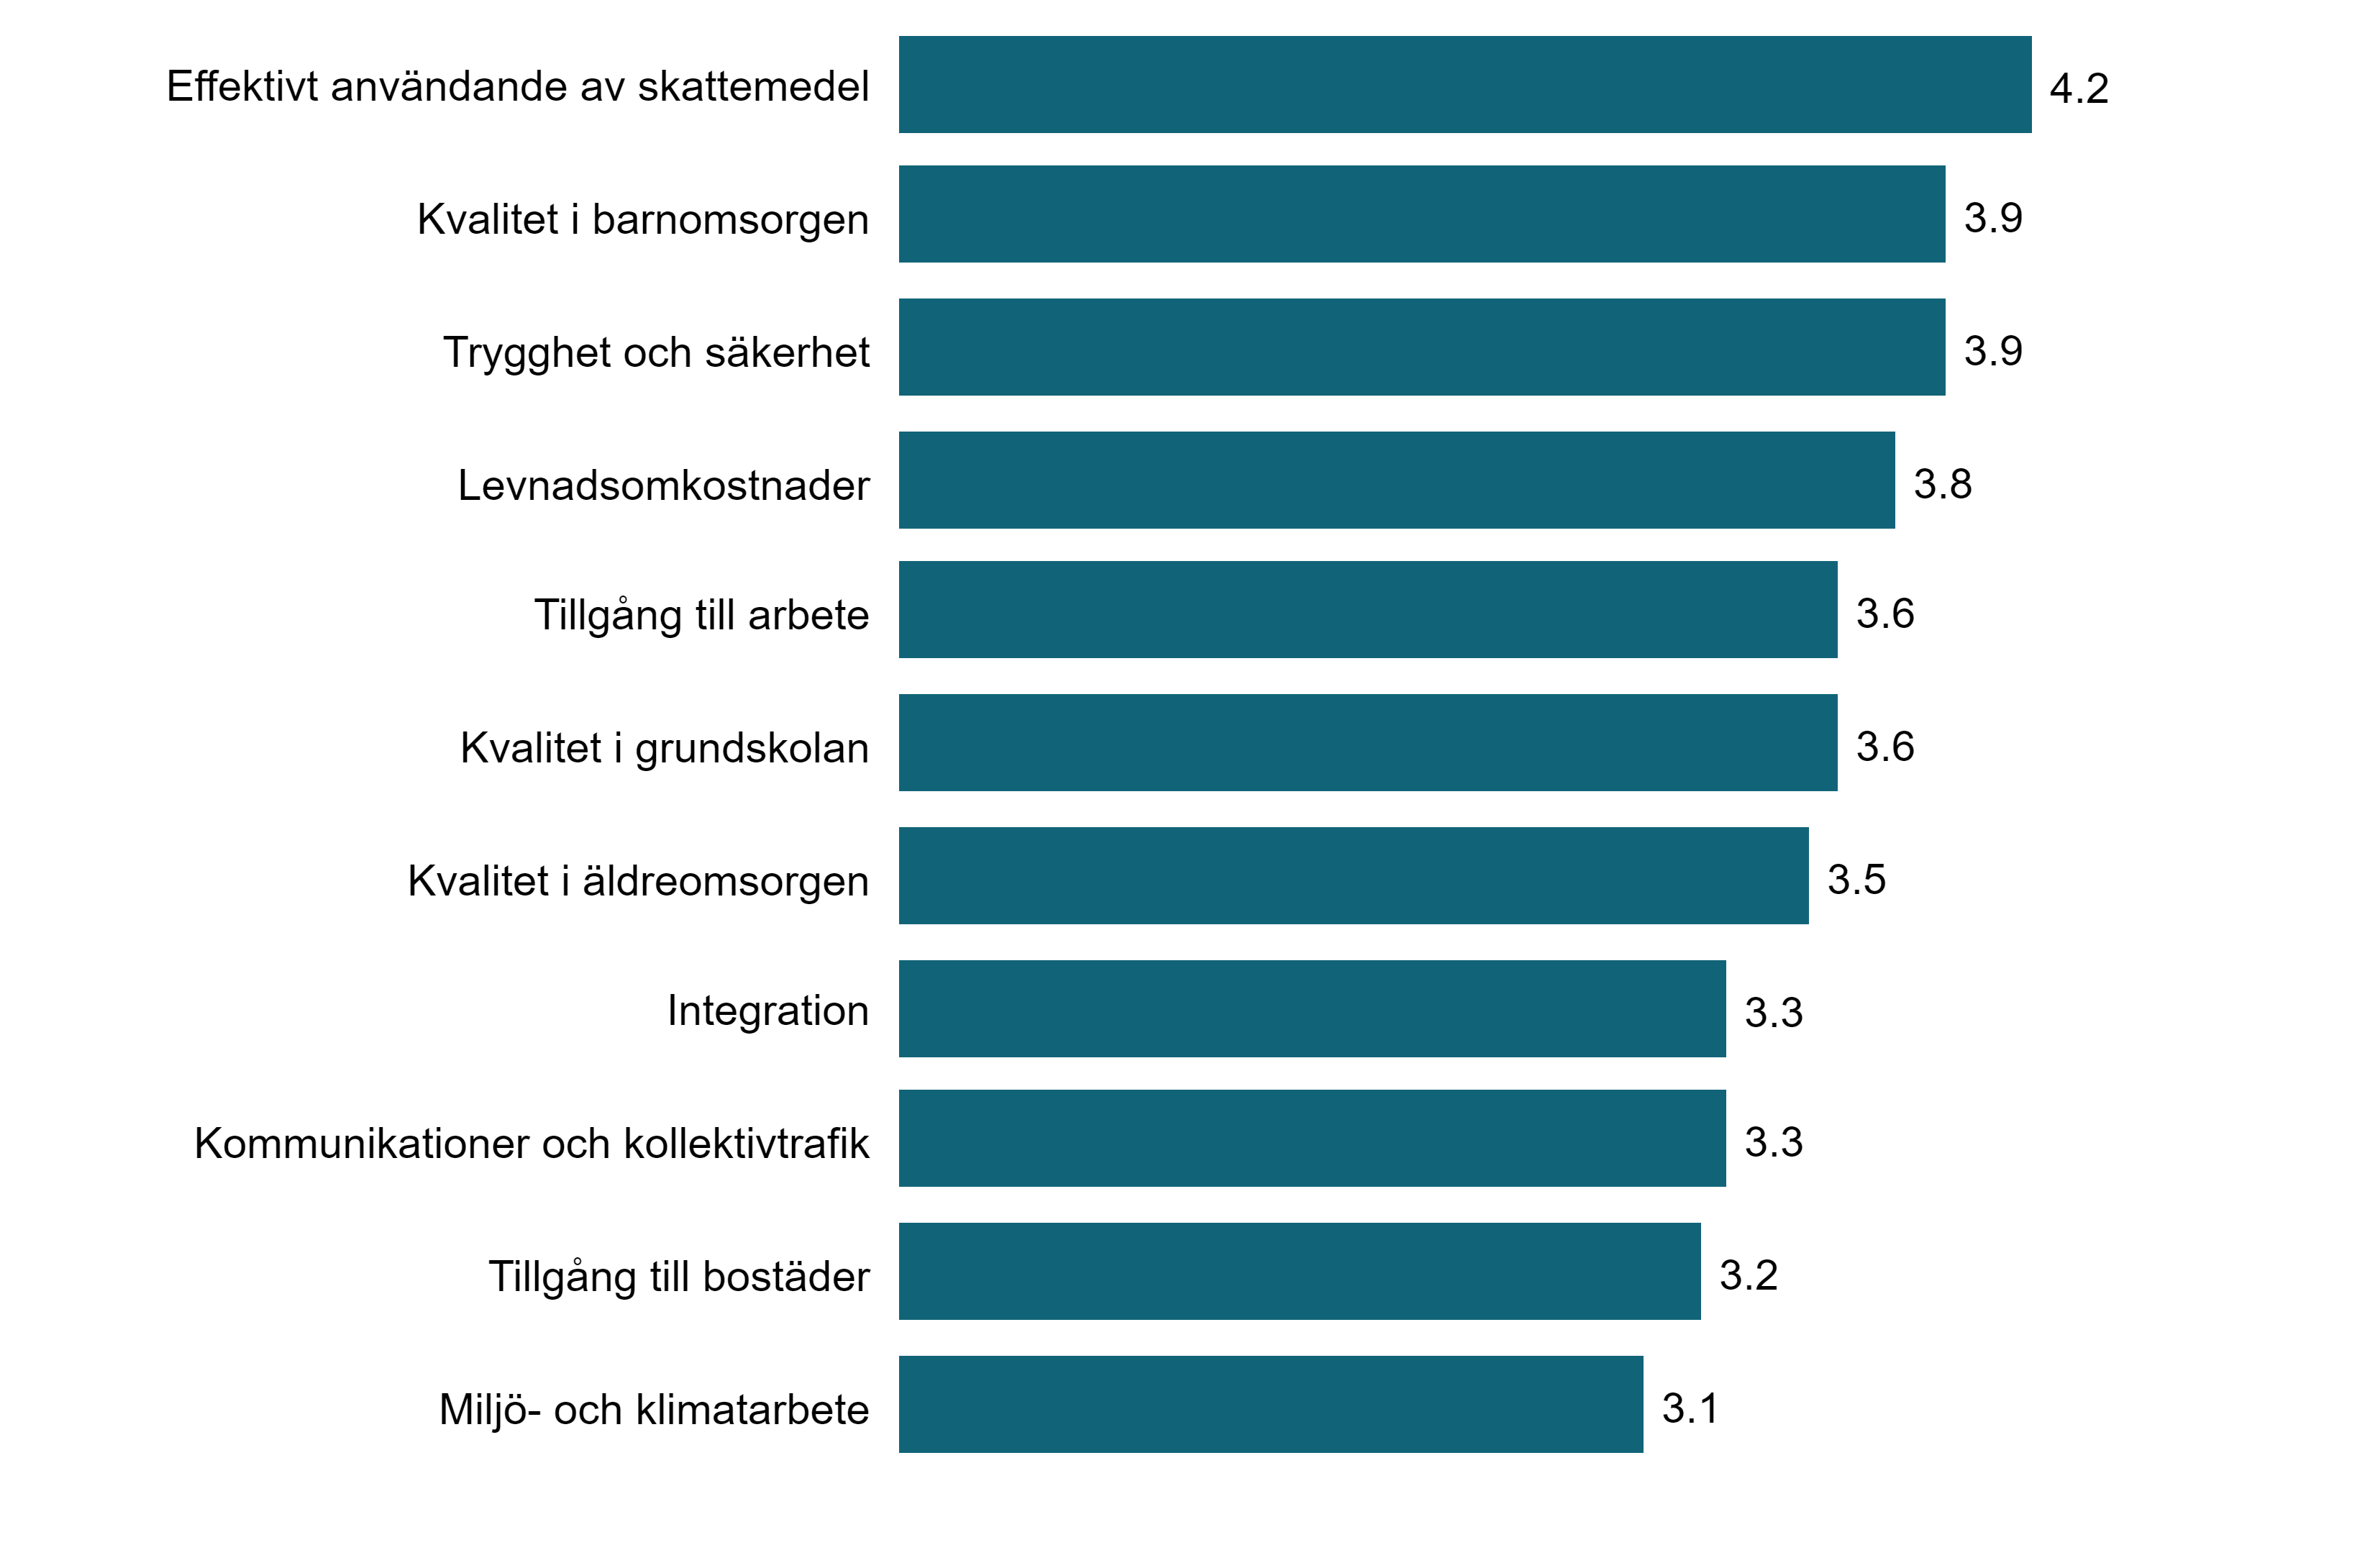 Effektivt användande av skattemedel 4.2
Kvalitet i barnomsorgen 3.9
Trygghet och säkerhet 3.9
Levnadsomkostnader 3.8
Tillgång till arbete 3.6
Kvalitet i grundskolan 3.6
Kvalitet i äldreomsorgen 3.5
Integration 3.3
Kommunikationer och kollektivtrafik 3.3
Tillgång till bostäder 3.2
Miljö- och klimatarbete 3.1